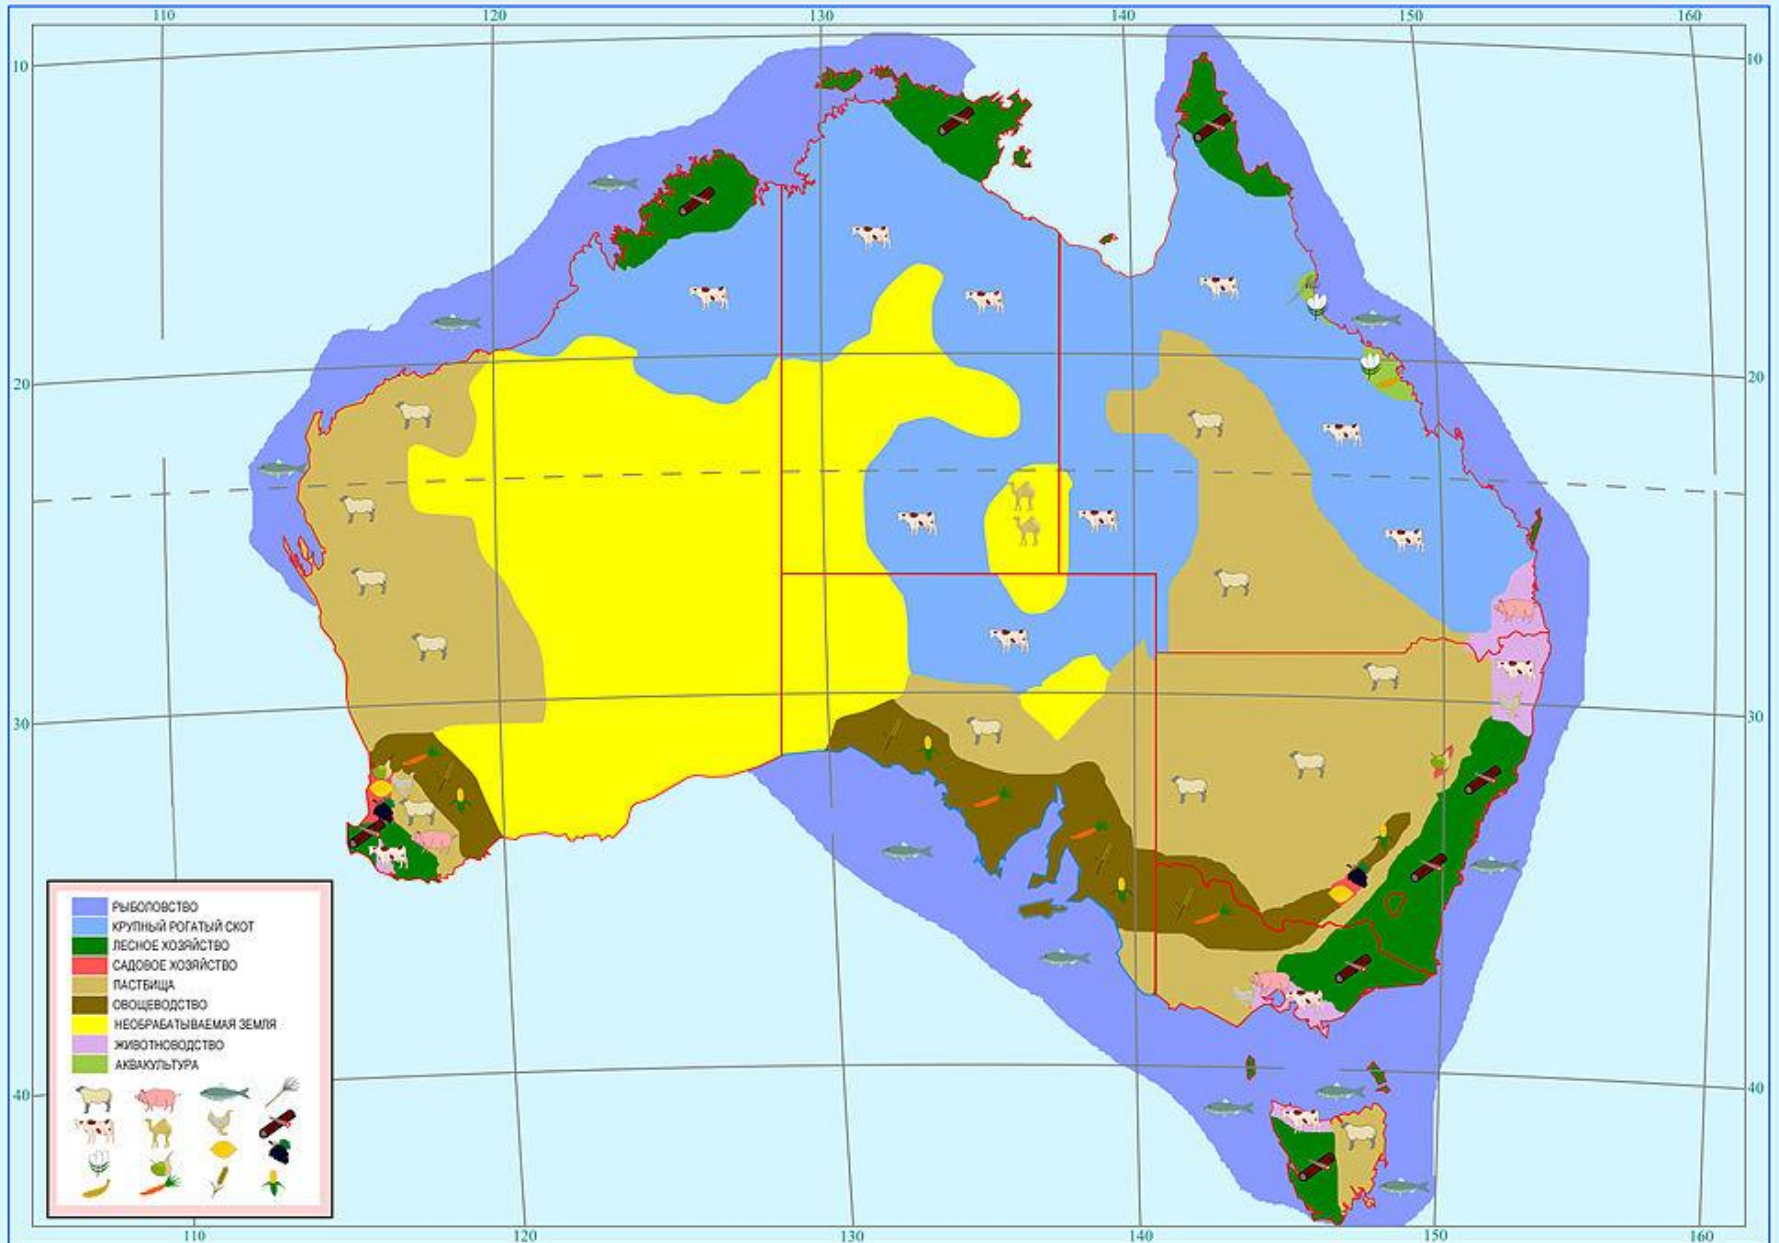 110 120 130 140 150 160
10 10
20 20
30 30
40 40
РЫБОЛОВСТВО
КРУПНЫЙ РОГАТЫЙ СКОТ
ЛЕСНОЕ ХОЗЯЙСТВО
САДОВОЕ ХОЗЯЙСТВО
ПАСТБИЩА
ОВОЩЕВОДСТВО
НЕОБРАБАТЫВАЕМАЯ ЗЕМЛЯ
ЖИВОТНОВОДСТВО
АКВАКУЛЬТУРА
110 120 130 140 150 160